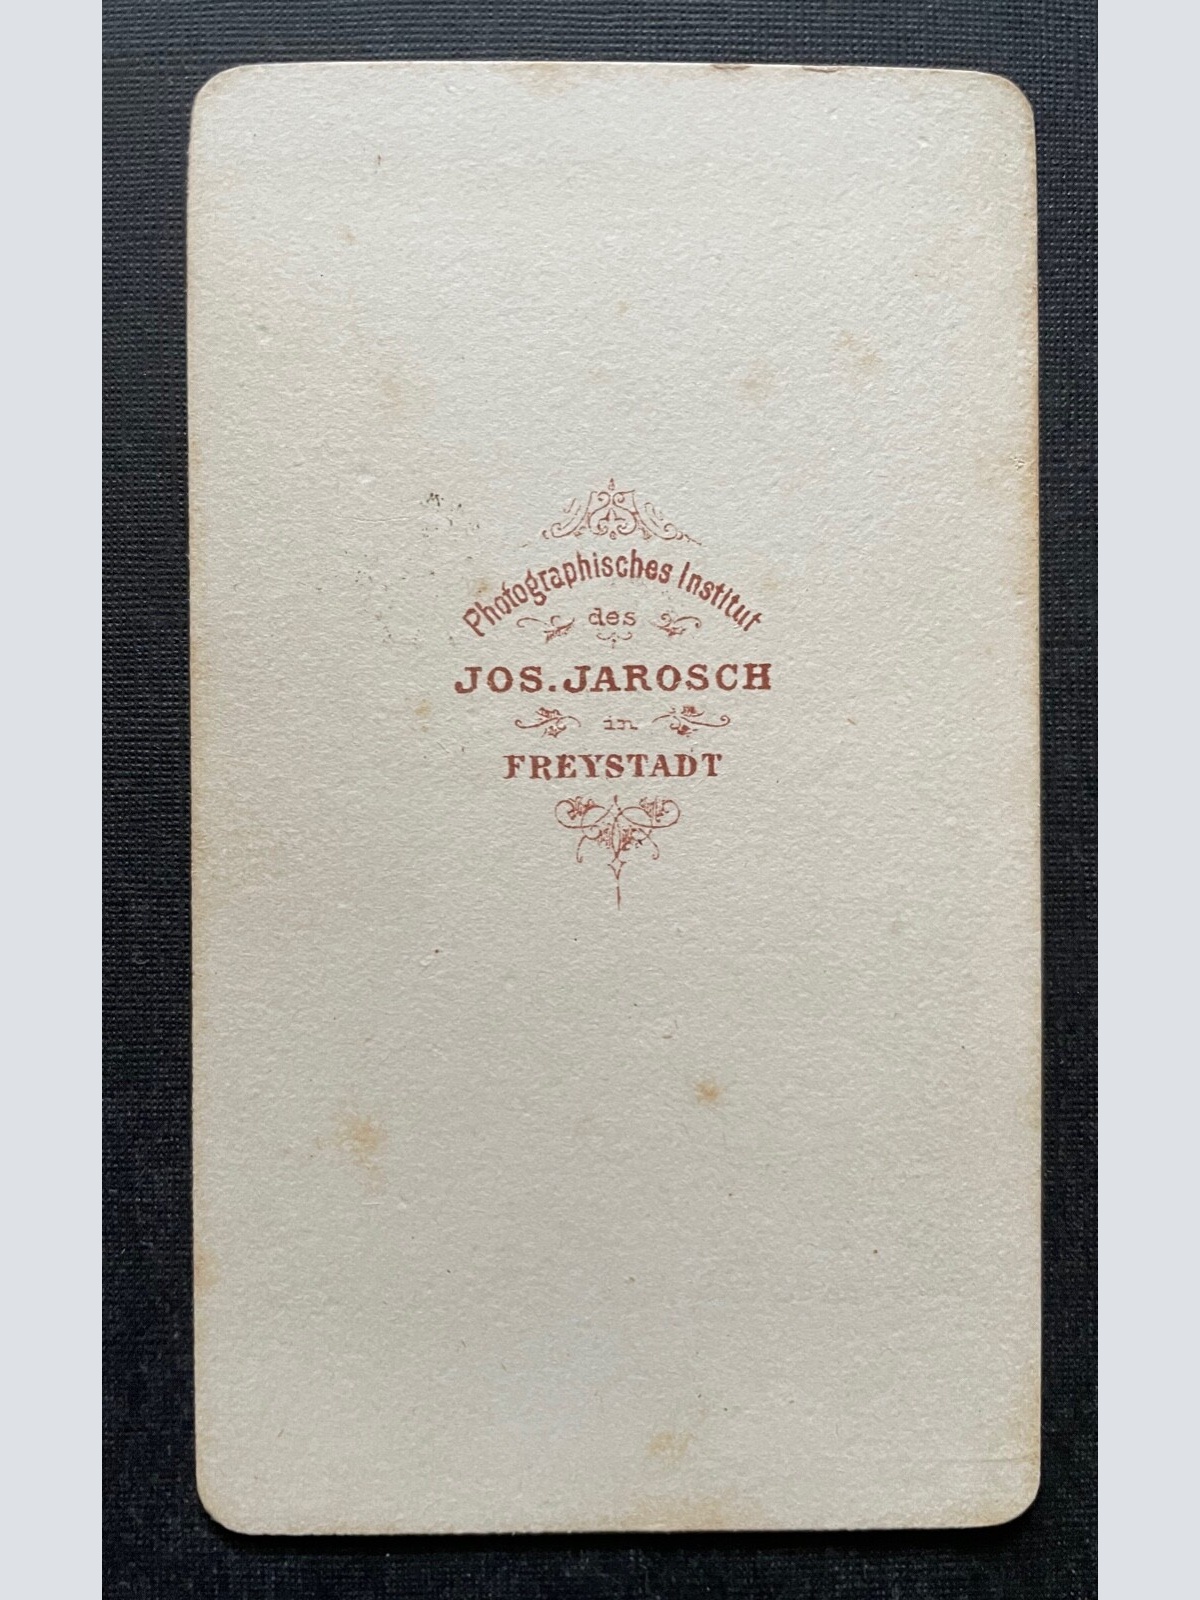 Photographisches Institut
des
JOS. JAROSCH
in
FREYSTADT